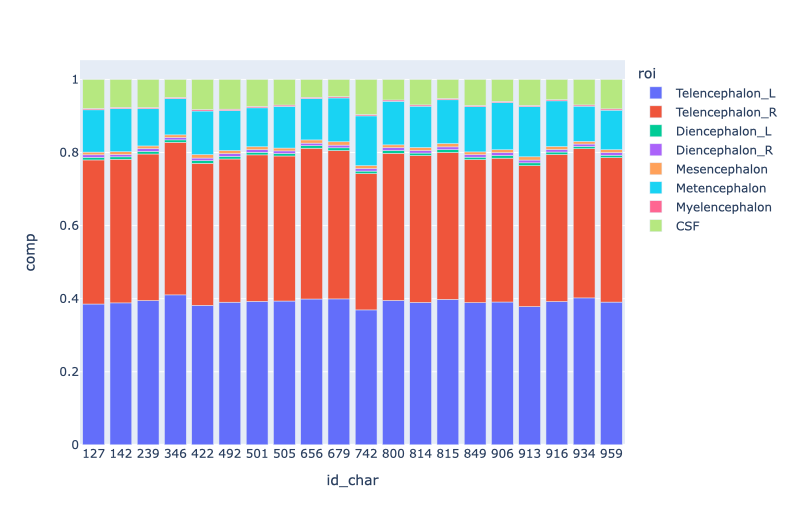 1
0.8
0.6
0.4
0.2
0
comp
127 142 239 346 422 492 501 505 656 679 742 800 814 815 849 906 913 916 934 959
id_char
roi
Telencephalon_L
Telencephalon_R
Diencephalon_L
Diencephalon_R
Mesencephalon
Metencephalon
Myelencephalon
CSF